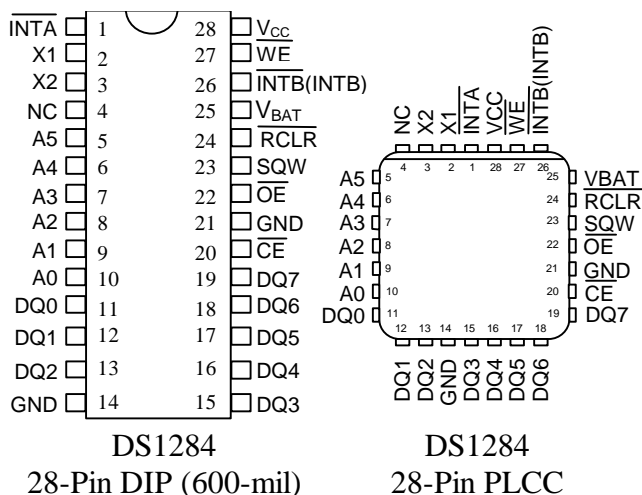 INTA 1 28 VCC
X1 2 27 WE
X2 3 26 INTB(INTB)
NC 4 25 VBAT
A5 5 24 RCLR
A4 6 23 SQW
A3 7 22 OE
A2 8 21 GND
A1 9 20 CE
A0 10 19 DQ7
DQ0 11 18 DQ6
DQ1 12 17 DQ5
DQ2 13 16 DQ4
GND 14 15 DQ3
DS1284
28-Pin DIP (600-mil)
NC X2 X1 INTA VCC WE INTB(INTB)
4 3 2 1 28 27 26
A5 5 25 VBAT
A4 6 24 RCLR
A3 7 23 SQW
A2 8 22 OE
A1 9 21 GND
A0 10 20 CE
DQ0 11 19 DQ7
12 13 14 15 16 17 18
DQ1 DQ2 GND DQ3 DQ4 DQ5 DQ6
DS1284
28-Pin PLCC